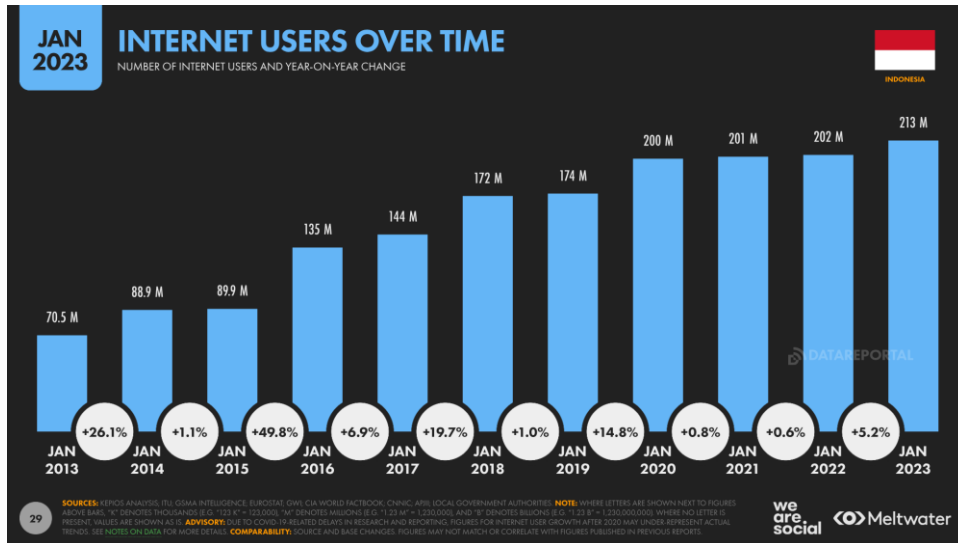 JAN
2023
INTERNET USERS OVER TIME
NUMBER OF INTERNET USERS AND YEAR-ON-YEAR CHANGE
INDONESIA
70.5 M
88.9 M
89.9 M
135 M
144 M
172 M
174 M
200 M
201 M
202 M
213 M
DATAREPORTAL
+26.1%
+1.1%
+49.8%
+6.9%
+19.7%
+1.0%
+14.8%
+0.8%
+0.6%
+5.2%
JAN
2013
JAN
2014
JAN
2015
JAN
2016
JAN
2017
JAN
2018
JAN
2019
JAN
2020
JAN
2021
JAN
2022
JAN
2023
29
SOURCES: KEPIOS ANALYSIS; ITU; GSMA INTELLIGENCE; EUROSTAT; GWI; CIA WORLD FACTBOOK; CNNIC; APJII; LOCAL GOVERNMENT AUTHORITIES. NOTE: WHERE LETTERS ARE SHOWN NEXT TO FIGURES
ABOVE BARS, "K" DENOTES THOUSANDS (E.G. "123 K" = 123,000), "M" DENOTES MILLIONS (E.G. "1.23 M" = 1,230,000), AND "B" DENOTES BILLIONS (E.G. "1.23 B" = 1,230,000,000). WHERE NO LETTER IS
PRESENT, VALUES ARE SHOWN AS IS. ADVISORY: DUE TO COVID-19-RELATED DELAYS IN RESEARCH AND REPORTING, FIGURES FOR INTERNET USER GROWTH AFTER 2020 MAY UNDER-REPRESENT ACTUAL
TRENDS. SEE NOTES ON DATA FOR MORE DETAILS. COMPARABILITY: SOURCE AND BASE CHANGES. FIGURES MAY NOT MATCH OR CORRELATE WITH FIGURES PUBLISHED IN PREVIOUS REPORTS.
we
are
social
Meltwater